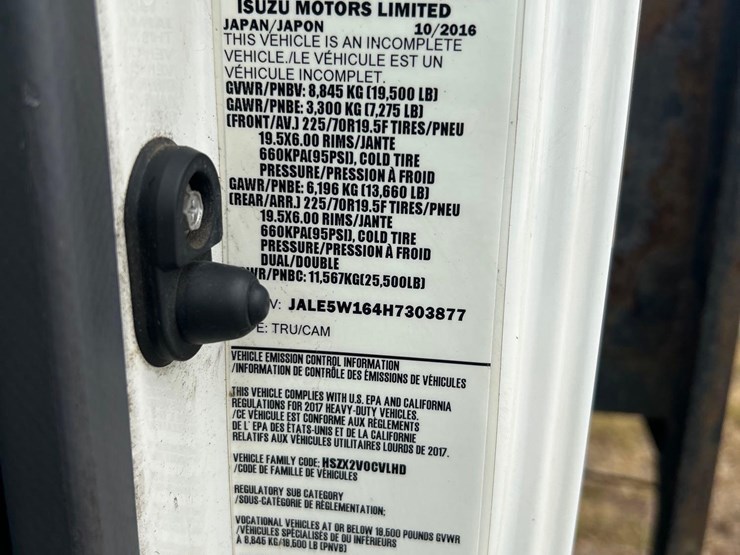 ISUZU MOTORS LIMITED
JAPAN/JAPON 10/2016
THIS VEHICLE IS AN INCOMPLETE
VEHICLE./LE VÉHICULE EST UN
VÉHICULE INCOMPLET.
GVWR/PNBV: 8,845 KG (19,500 LB)
GAWR/PNBE: 3,300 KG (7,275 LB)
(FRONT/AV.) 225/70R19.5F TIRES/PNEU
19.5X6.00 RIMS/JANTE
660KPA(95PSI), COLD TIRE
PRESSURE/PRESSION À FROID
GAWR/PNBE: 6,196 KG (13,660 LB)
(REAR/ARR.) 225/70R19.5F TIRES/PNEU
19.5X6.00 RIMS/JANTE
660KPA(95PSI), COLD TIRE
PRESSURE/PRESSION À FROID
DUAL/DOUBLE
WR/PNBC: 11,567KG(25,500LB)
V: JALE5W164H7303877
E: TRU/CAM
VEHICLE EMISSION CONTROL INFORMATION
/INFORMATION DE CONTRÔLE DES ÉMISSIONS DE VÉHICULES
THIS VEHICLE COMPLIES WITH U.S. EPA AND CALIFORNIA
REGULATIONS FOR 2017 HEAVY-DUTY VEHICLES.
/CE VÉHICULE EST CONFORME AUX RÈGLEMENTS
DE L' EPA DES ÉTATS-UNIS ET DE LA CALIFORNIE
RELATIFS AUX VÉHICULES UTILITAIRES LOURDS DE 2017.
VEHICLE FAMILY CODE: HSZX2VOCVLHD
/CODE DE FAMILLE DE VÉHICULES
REGULATORY SUB CATEGORY
/SOUS-CATÉGORIE DE RÉGLEMENTATION:
VOCATIONAL VEHICLES AT OR BELOW 19,500 POUNDS GVWR
/VÉHICULES SPÉCIALISÉS DE OU INFÉRIEURS
À 8,845 KG/19,500 LB (PNVB)